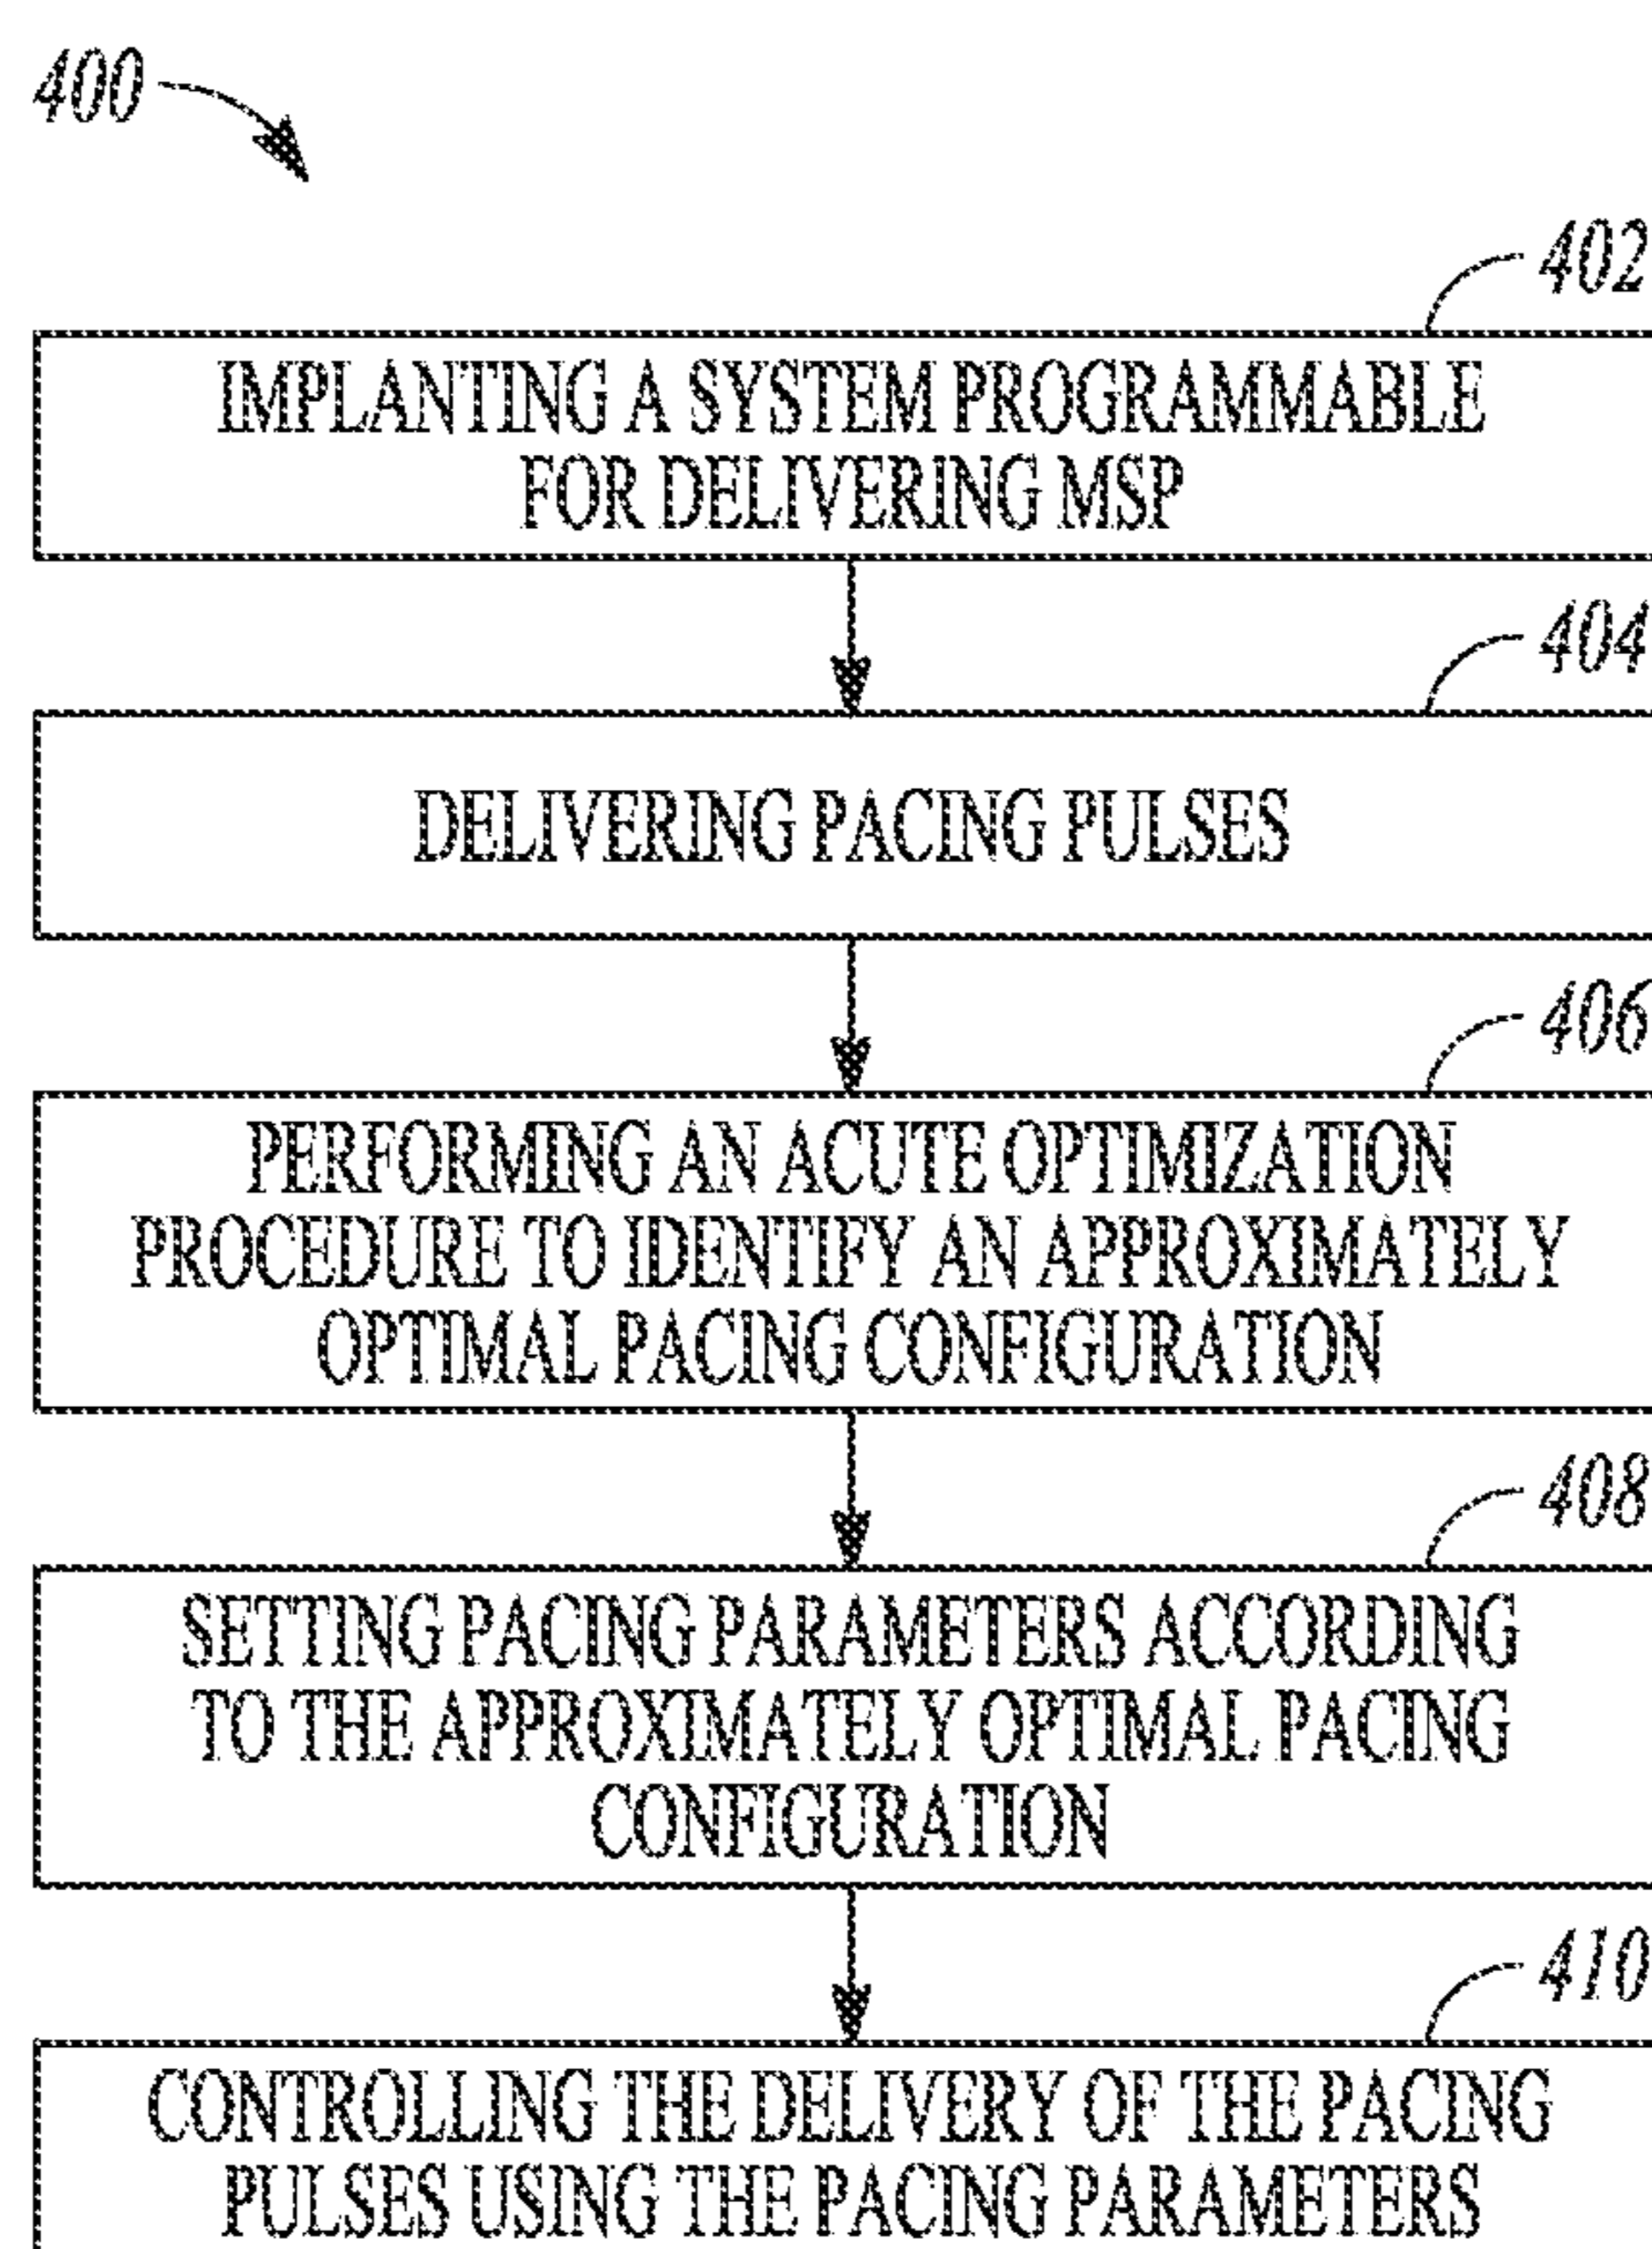 400
402
IMPLANTING A SYSTEM PROGRAMMABLE
FOR DELIVERING MSP
404
DELIVERING PACING PULSES
406
PERFORMING AN ACUTE OPTIMIZATION
PROCEDURE TO IDENTIFY AN APPROXIMATELY
OPTIMAL PACING CONFIGURATION
408
SETTING PACING PARAMETERS ACCORDING
TO THE APPROXIMATELY OPTIMAL PACING
CONFIGURATION
410
CONTROLLING THE DELIVERY OF THE PACING
PULSES USING THE PACING PARAMETERS